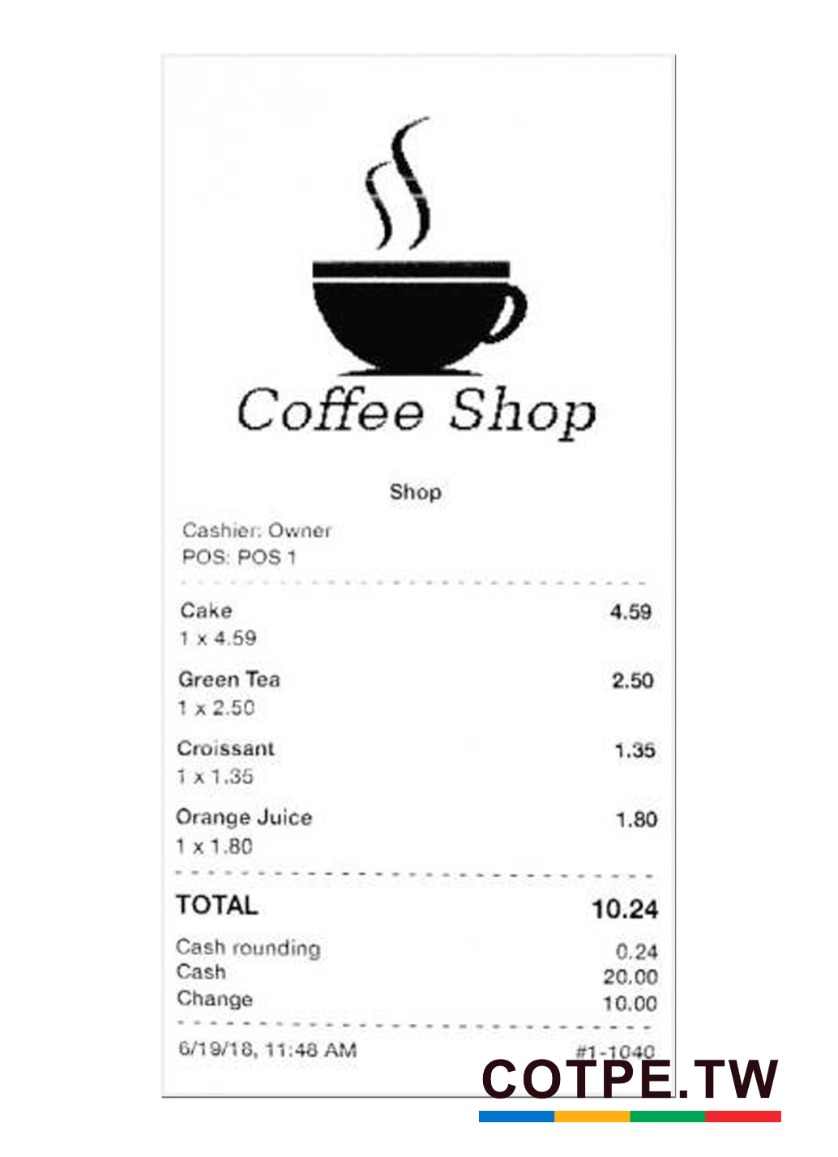 Coffee Shop
Shop
Cashier: Owner
POS: POS 1
Cake 4.59
1 x 4.59
Green Tea 2.50
1 x 2.50
Croissant 1.35
1 x 1.35
Orange Juice 1.80
1 x 1.80
TOTAL 10.24
Cash rounding 0.24
Cash 20.00
Change 10.00
6/19/18, 11:48 AM #1-1040
COTPE.TW